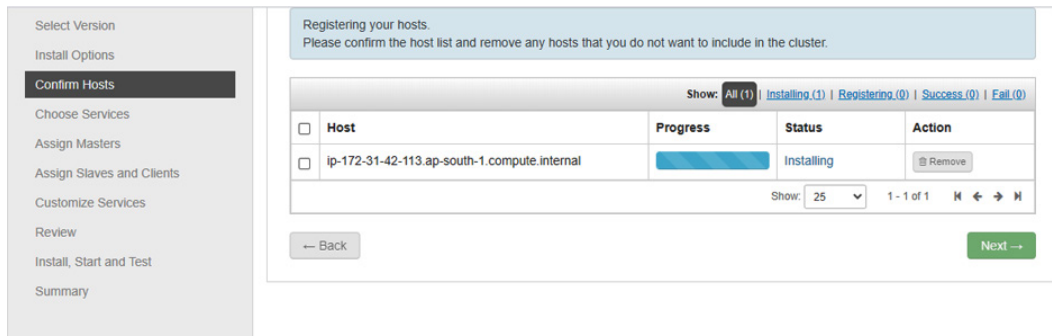 Select Version
Install Options
Confirm Hosts
Choose Services
Assign Masters
Assign Slaves and Clients
Customize Services
Review
Install, Start and Test
Summary
Registering your hosts.
Please confirm the host list and remove any hosts that you do not want to include in the cluster.
Show: All (1) | Installing (1) | Registering (0) | Success (0) | Fail (0)
Host Progress Status Action
ip-172-31-42-113.ap-south-1.compute.internal Installing Remove
Show: 25 1 - 1 of 1
← Back Next →